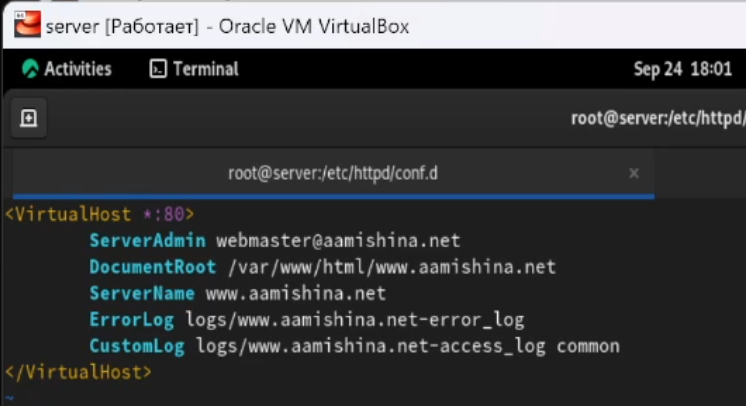 server [Работает] - Oracle VM VirtualBox
Activities Terminal Sep 24 18:01
root@server:/etc/httpd/
root@server:/etc/httpd/conf.d ×
<VirtualHost *:80>
ServerAdmin webmaster@aamishina.net
DocumentRoot /var/www/html/www.aamishina.net
ServerName www.aamishina.net
ErrorLog logs/www.aamishina.net-error_log
CustomLog logs/www.aamishina.net-access_log common
</VirtualHost>
~